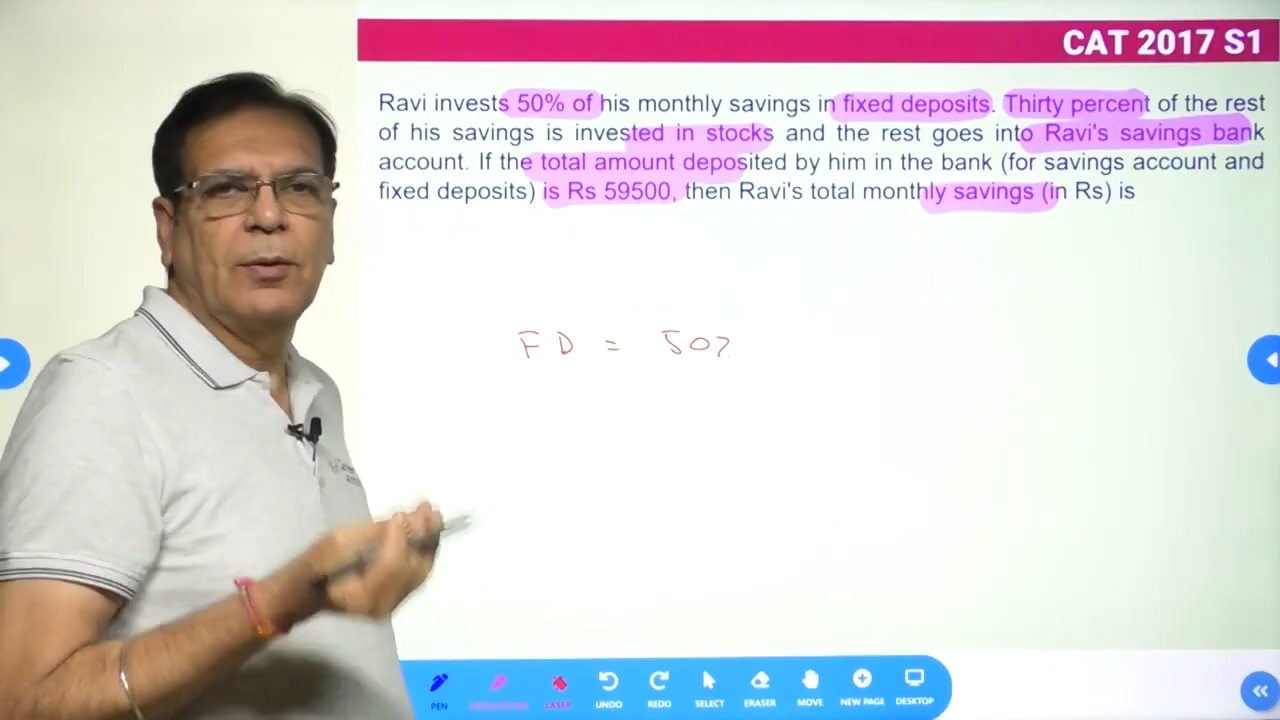 CAT 2017 S1
Ravi invests 50% of his monthly savings in fixed deposits. Thirty percent of the rest
of his savings is invested in stocks and the rest goes into Ravi's savings bank
account. If the total amount deposited by him in the bank (for savings account and
fixed deposits) is Rs 59500, then Ravi's total monthly savings (in Rs) is
FD = 50%
PEN
LASER
UNDO
REDO
SELECT
ERASER
MOVE
NEW PAGE
DESKTOP